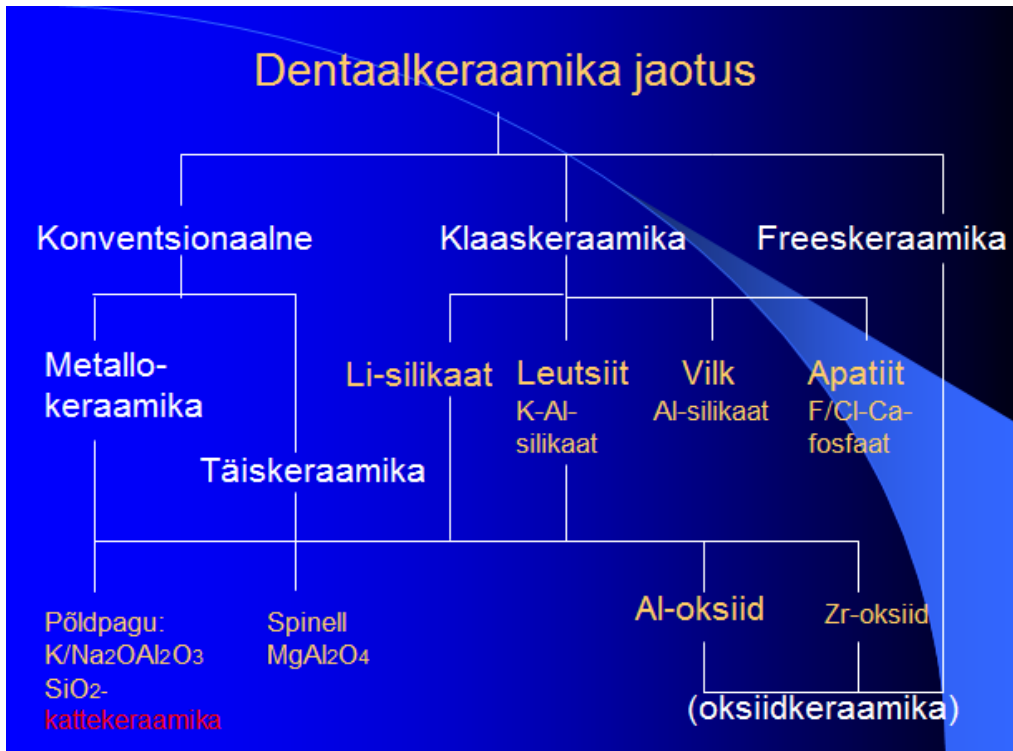 Dentaalkeraamika jaotus
Konventsionaalne
Klaaskeraamika
Freeskeraamika
Metallo-
keraamika
Täiskeraamika
Li-silikaat
Leutsiit
K-Al-
silikaat
Vilk
Al-silikaat
Apatiit
F/Cl-Ca-
fosfaat
Põldpagu:
K/Na2OAl2O3
SiO2-
kattekeraamika
Spinell
MgAl2O4
Al-oksiid
Zr-oksiid
(oksiidkeraamika)